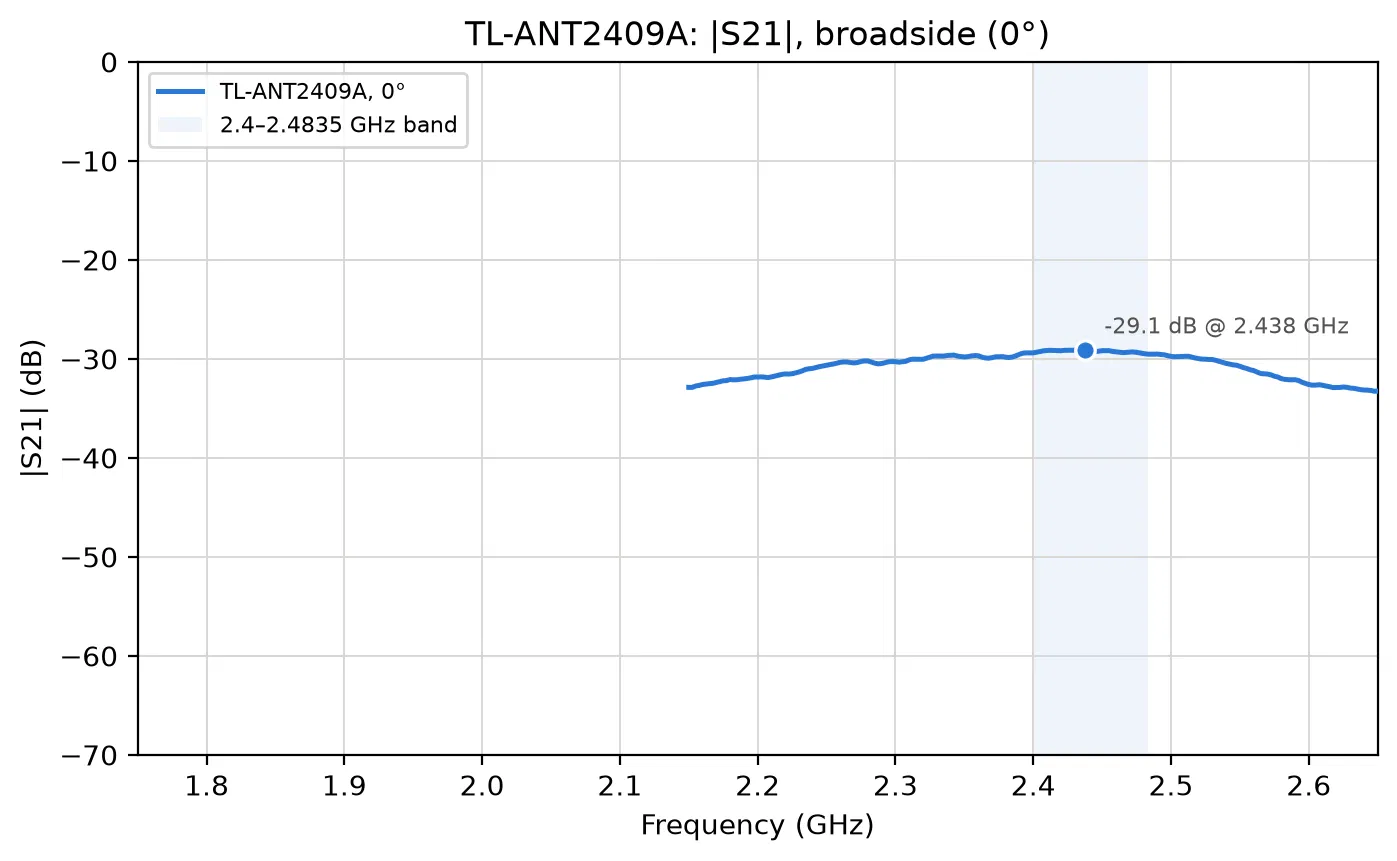 TL-ANT2409A: |S21|, broadside (0°)
0
TL-ANT2409A, 0°
2.4–2.4835 GHz band
−10
−20
-29.1 dB @ 2.438 GHz
−30
|S21| (dB)
−40
−50
−60
−70
1.8 1.9 2.0 2.1 2.2 2.3 2.4 2.5 2.6
Frequency (GHz)